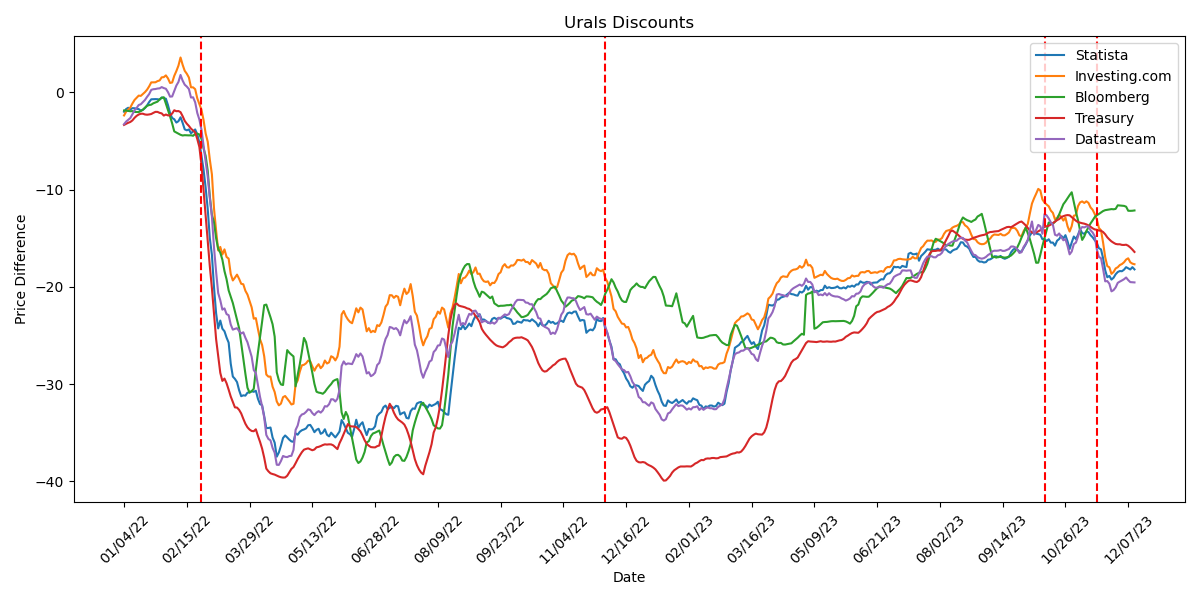 Urals Discounts
Statista
Investing.com
Bloomberg
Treasury
Datastream
Price Difference
0
−10
−20
−30
−40
01/04/22
02/15/22
03/29/22
05/13/22
06/28/22
08/09/22
09/23/22
11/04/22
12/16/22
02/01/23
03/16/23
05/09/23
06/21/23
08/02/23
09/14/23
10/26/23
12/07/23
Date